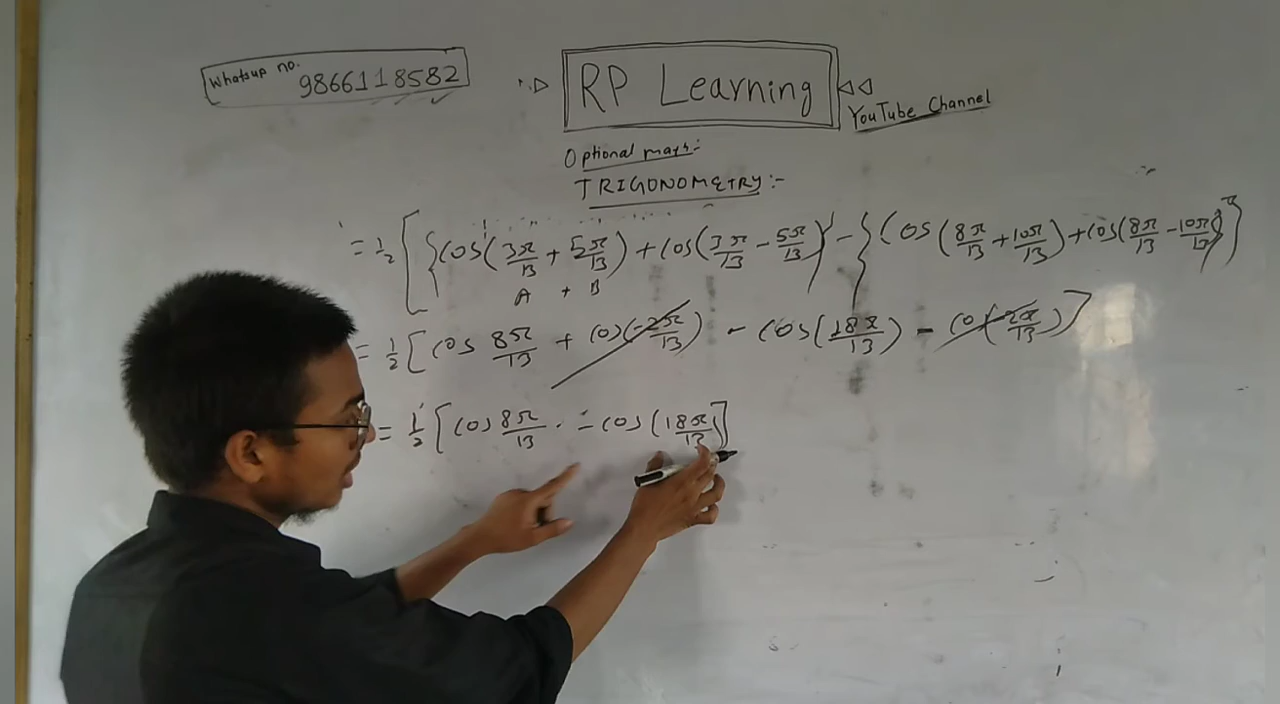 Whatsup no. 9866118582
RP Learning
YouTube Channel
Optional maths:-
TRIGONOMETRY:-
= 1/2 [{cos(3π/13 + 5π/13) + cos(3π/13 - 5π/13)} - {cos(8π/13 + 10π/13) + cos(8π/13 - 10π/13)}]
A + B
= 1/2 [cos 8π/13 + cos(-2π/13) - cos(18π/13) - cos(-2π/13)]
= 1/2 [cos 8π/13 - cos(18π/13)]